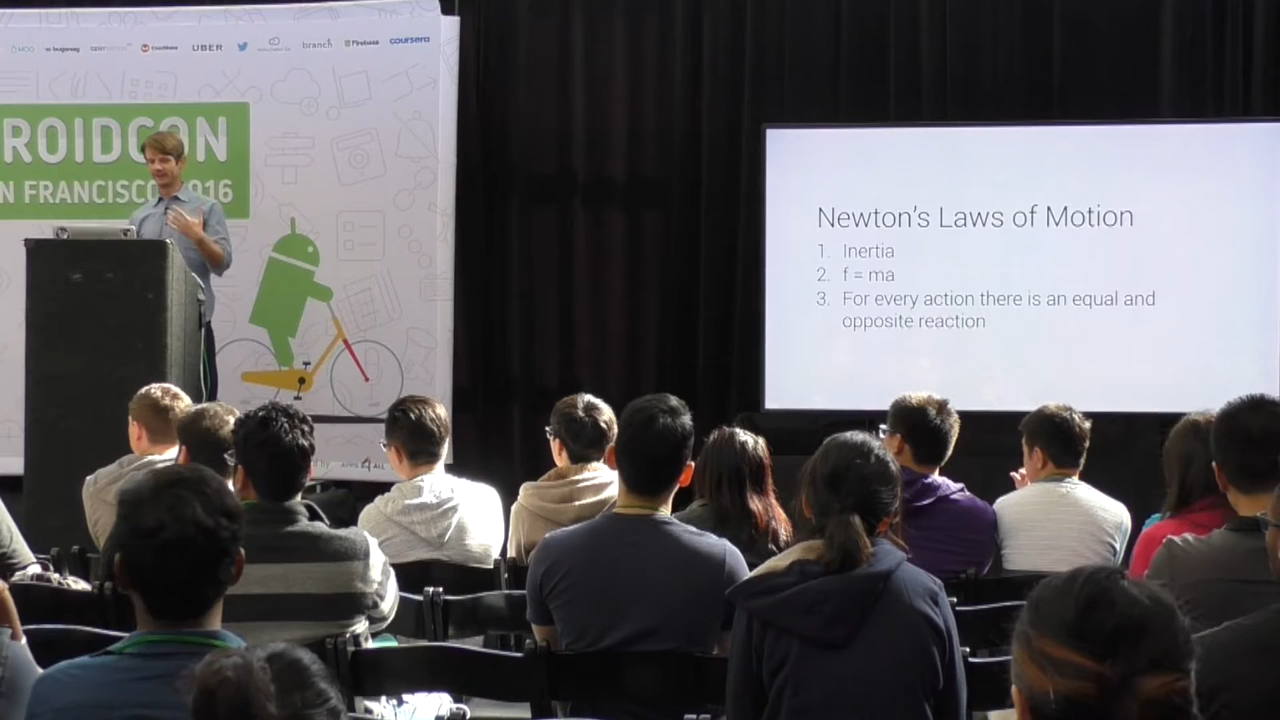 UBER
branch
Firebase
coursera
ROIDCON
N FRANCISCO 2016
Newton's Laws of Motion
1. Inertia
2. f = ma
3. For every action there is an equal and
opposite reaction